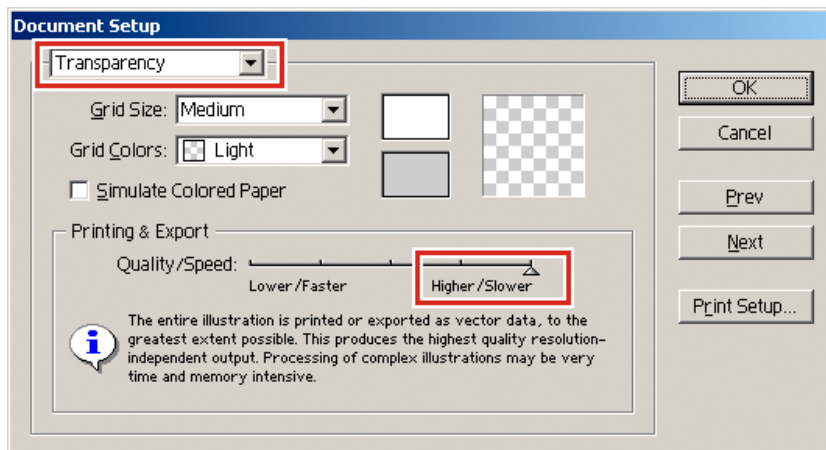 Document Setup
Transparency
OK
Grid Size: Medium
Cancel
Grid Colors: Light
Simulate Colored Paper
Prev
Printing & Export
Next
Quality/Speed:
Lower/Faster
Higher/Slower
Print Setup...
The entire illustration is printed or exported as vector data, to the
greatest extent possible. This produces the highest quality resolution-
independent output. Processing of complex illustrations may be very
time and memory intensive.